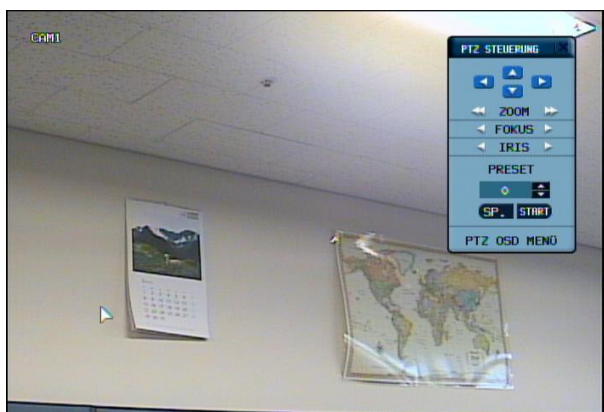 CAM1
PTZ STEUERUNG
ZOOM
FOKUS
IRIS
PRESET
0
SP. START
PTZ OSD MENÜ